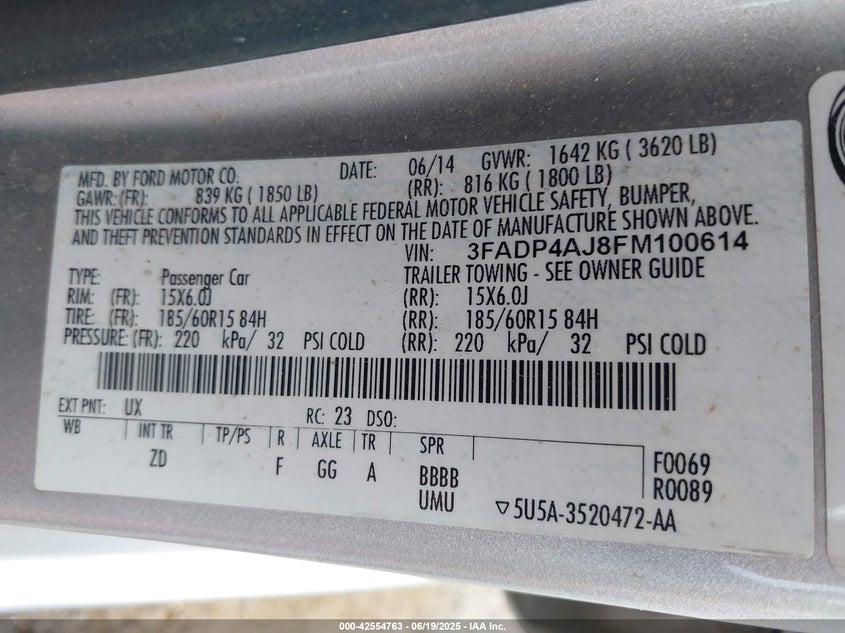 MFD. BY FORD MOTOR CO. DATE: 06/14 GVWR: 1642 KG ( 3620 LB)
GAWR: (FR): 839 KG ( 1850 LB) (RR): 816 KG ( 1800 LB)
THIS VEHICLE CONFORMS TO ALL APPLICABLE FEDERAL MOTOR VEHICLE SAFETY, BUMPER,
AND THEFT PREVENTION STANDARDS IN EFFECT ON THE DATE OF MANUFACTURE SHOWN ABOVE.
VIN: 3FADP4AJ8FM100614
TYPE: Passenger Car TRAILER TOWING - SEE OWNER GUIDE
RIM: (FR): 15X6.0J (RR): 15X6.0J
TIRE: (FR): 185/60R15 84H (RR): 185/60R15 84H
PRESSURE: (FR): 220 kPa/ 32 PSI COLD (RR): 220 kPa/ 32 PSI COLD
EXT PNT: UX RC: 23 DSO:
WB INT TR TP/PS R AXLE TR SPR F0069
ZD F GG A BBBB R0089
UMU ▽5U5A-3520472-AA
000-42554763 - 06/19/2025 - IAA Inc.